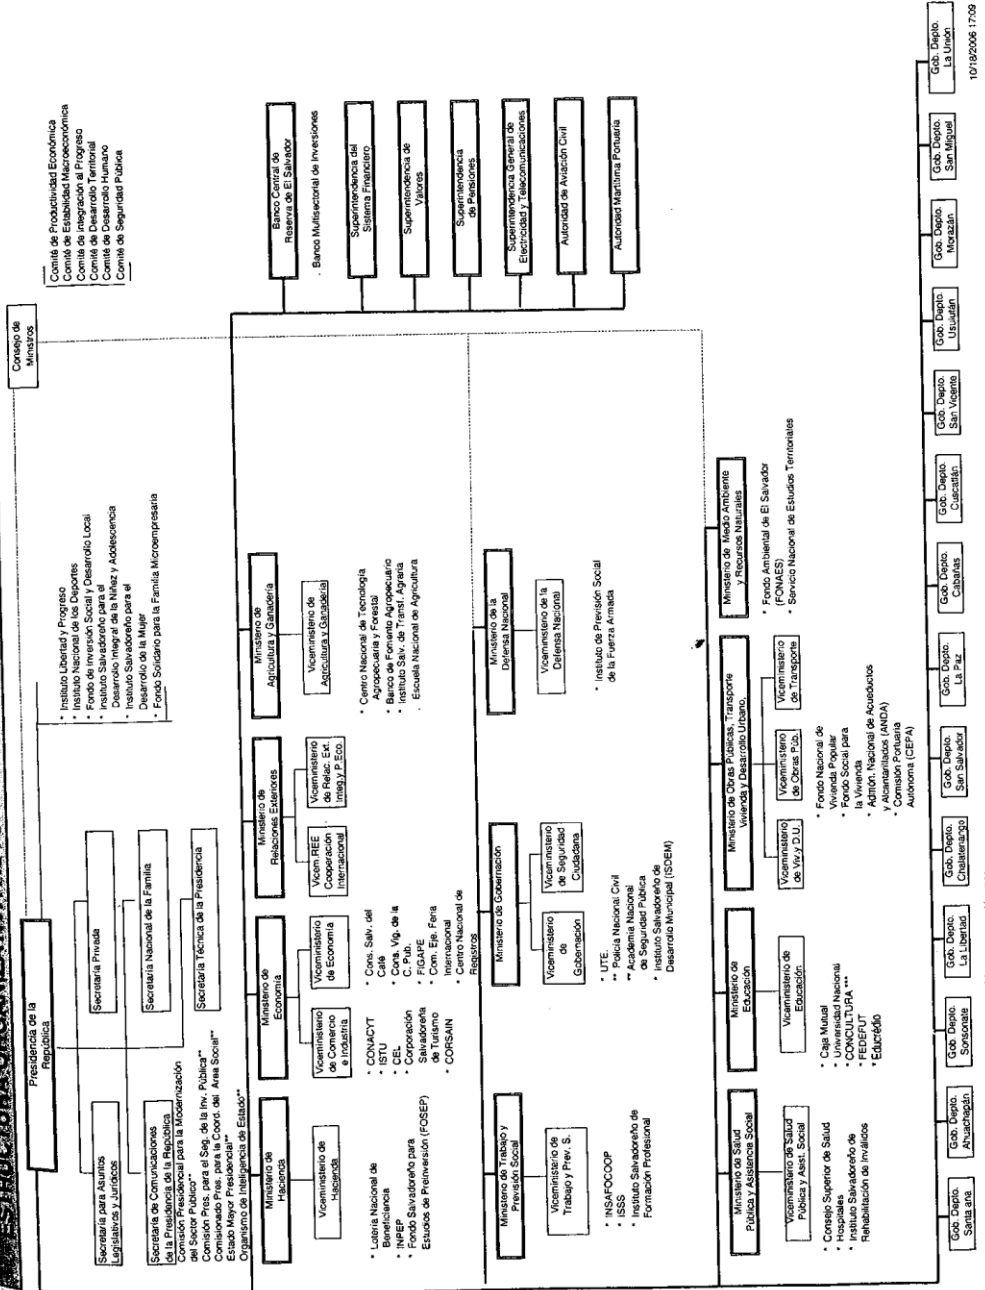 Presidencia de la
República
Consejo de
Ministros
Comité de Productividad Económica
Comité de Estabilidad Macroeconómica
Comité de Integración al Progreso
Comité de Desarrollo Territorial
Comité de Desarrollo Humano
Comité de Seguridad Pública
Secretaría para Asuntos
Legislativos y Jurídicos
Secretaría Privada
Secretaría de Comunicaciones
de la Presidencia de la República
Secretaría Nacional de la Familia
Secretaría Técnica de la Presidencia
Comisión Presidencial para la Modernización
del Sector Público**
Comisión Pres. para el Seg. de la Inv. Pública**
Comisionado Pres. para la Coord. del Area Social**
Estado Mayor Presidencial**
Organismo de Inteligencia de Estado**
* Instituto Libertad y Progreso
* Instituto Nacional de los Deportes
* Fondo de Inversión Social y Desarrollo Local
* Instituto Salvadoreño para el
Desarrollo Integral de la Niñez y Adolescencia
* Instituto Salvadoreño para el
Desarrollo de la Mujer
* Fondo Solidario para la Familia Microempresaria
Ministerio de
Hacienda
Viceministerio de
Hacienda
* Lotería Nacional de
Beneficiencia
* INPEP
* Fondo Salvadoreño para
Estudios de Preinversión (FOSEP)
Ministerio de
Economía
Viceministerio
de Comercio
e Industria
Viceministerio
de Economía
* CONACYT
* ISTU
* CEL
* Corporación
Salvadoreña
de Turismo
* CORSAIN
* Cons. Salv. del
Café
* Cons. Vig. de la
C. Pub.
* FIGAPE
* Com. Eje. Feria
Internacional
* Centro Nacional de
Registros
Ministerio de
Relaciones Exteriores
Vicem.REE
Cooperación
Internacional
Viceministerio
de Relac. Ext.
Integ.y P.Eco.
Ministerio de
Agricultura y Ganadería
Viceministerio de
Agricultura y Ganadería
* Centro Nacional de Tecnología
Agropecuaria y Forestal
* Banco de Fomento Agropecuario
* Instituto Salv. de Transf. Agraria
. Escuela Nacional de Agricultura
Banco Central de
Reserva de El Salvador
. Banco Multisectorial de Inversiones
Superintendencia del
Sistema Financiero
Superintendencia de
Valores
Superintendencia
de Pensiones
Superintendencia General de
Electricidad y Telecomunicaciones
Autoridad de Aviación Civil
Autoridad Marítima Portuaria
Ministerio de Trabajo y
Previsión Social
Viceministerio de
Trabajo y Prev. S.
* INSAFOCOOP
* ISSS
* Instituto Salvadoreño de
Formación Profesional
Ministerio de Gobernación
Viceministerio
de
Gobernación
Viceministerio
de Seguridad
Ciudadana
* UTE.
** Policía Nacional Civil
** Academia Nacional
de Seguridad Pública
* Instituto Salvadoreño de
Desarrollo Municipal (ISDEM)
Ministerio de la
Defensa Nacional
Viceministerio de la
Defensa Nacional
* Instituto de Previsión Social
de la Fuerza Armada
Ministerio de Salud
Pública y Asistencia Social
Viceministerio de Salud
Pública y Asist. Social
* Consejo Superior de Salud
* Hospitales
* Instituto Salvadoreño de
Rehabilitación de Inválidos
Ministerio de
Educación
Viceministerio de
Educación
* Caja Mutual
* Universidad Nacional
* CONCULTURA ***
* FEDEFUT
* Educrédio
Ministerio de Obras Públicas, Transporte
Vivienda y Desarrollo Urbano,
Viceministerio
de Viv.y D.U.
Viceministerio
de Obras Púb.
Viceministerio
de Transporte
* Fondo Nacional de
Vivienda Popular
* Fondo Social para
la Vivienda
* Admón. Nacional de Acueductos
y Alcantarillados (ANDA)
* Comisión Portuaria
Autónoma (CEPA)
Ministerio de Medio Ambiente
y Recursos Naturales
* Fondo Ambiental de El Salvador
(FONAES)
* Servicio Nacional de Estudios Territoriales
Gob. Depto.
Santa ana
Gob. Depto.
Ahuachapán
Gob. Depto.
Sonsonate
Gob. Depto.
La Libertad
Gob. Depto.
Chalatenango
Gob. Depto.
San Salvador
Gob. Depto.
La Paz
Gob. Depto.
Cabañas
Gob. Depto.
Cuscatlán
Gob. Depto.
San Vicente
Gob. Depto.
Usulután
Gob. Depto.
Morazán
Gob. Depto.
San Miguel
Gob. Depto.
La Unión
10/18/2006 17:09